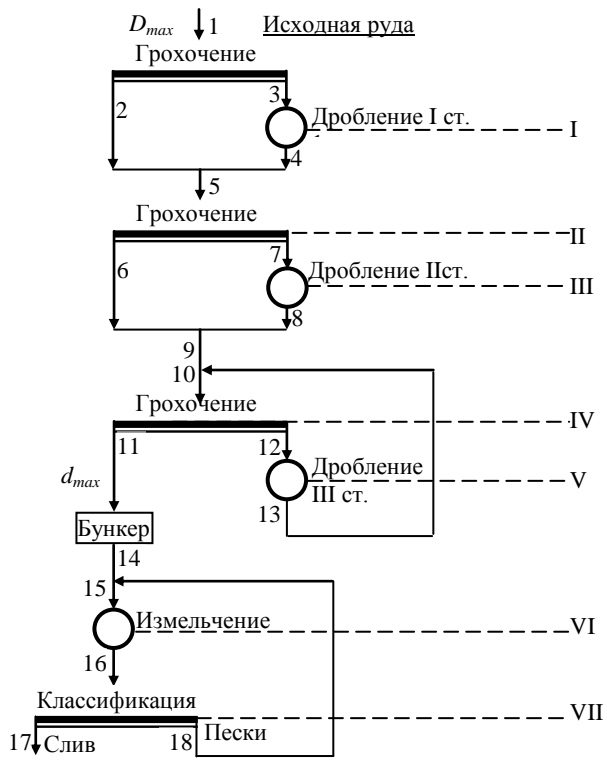 D_max 1 Исходная руда
Грохочение
2 3
Дробление I ст. I
4
5
Грохочение
II
6 7
Дробление IIст. III
8
9
10
Грохочение
IV
11 12
Дробление
III ст. V
d_max
13
Бункер
14
15
Измельчение VI
16
Классификация
VII
17 Слив 18 Пески